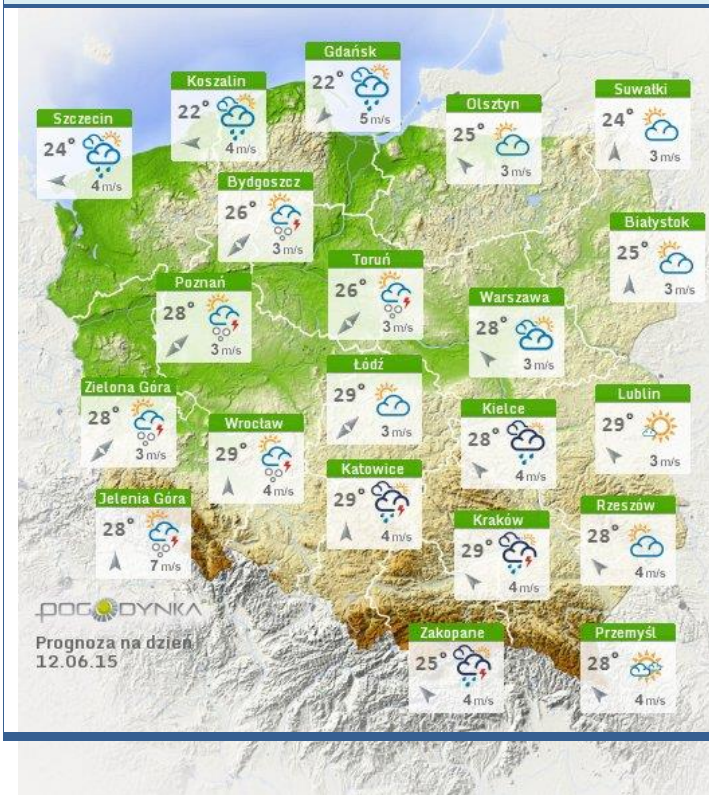 Gdańsk
22°
5 m/s
Koszalin
22°
4 m/s
Suwałki
24°
3 m/s
Olsztyn
25°
3 m/s
Szczecin
24°
4 m/s
Bydgoszcz
26°
3 m/s
Białystok
25°
3 m/s
Toruń
26°
3 m/s
Poznań
28°
3 m/s
Warszawa
28°
3 m/s
Łódź
29°
3 m/s
Zielona Góra
28°
3 m/s
Lublin
29°
3 m/s
Kielce
28°
4 m/s
Wrocław
29°
4 m/s
Katowice
29°
4 m/s
Jelenia Góra
28°
7 m/s
Rzeszów
28°
4 m/s
Kraków
29°
4 m/s
POGODYNKA
Prognoza na dzień
12.06.15
Zakopane
25°
4 m/s
Przemyśl
28°
4 m/s